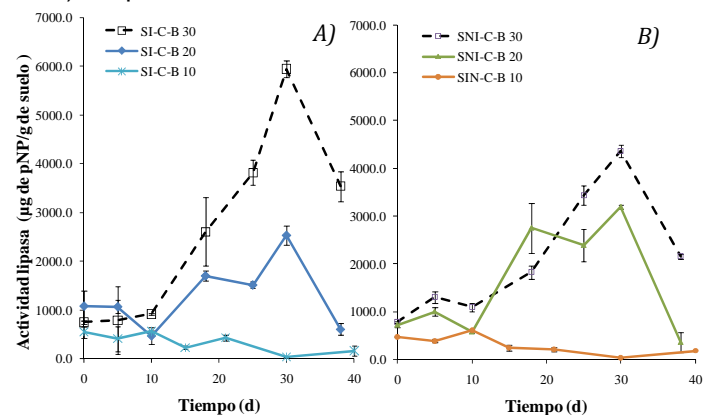 SI-C-B 30
SI-C-B 20
SI-C-B 10
A)
Actividad lipasa (µg de pNP/g de suelo)
7000.0
6000.0
5000.0
4000.0
3000.0
2000.0
1000.0
0.0
0
10
20
30
40
Tiempo (d)
SNI-C-B 30
SNI-C-B 20
SIN-C-B 10
B)
7000.0
6000.0
5000.0
4000.0
3000.0
2000.0
1000.0
0.0
0
10
20
30
40
Tiempo (d)